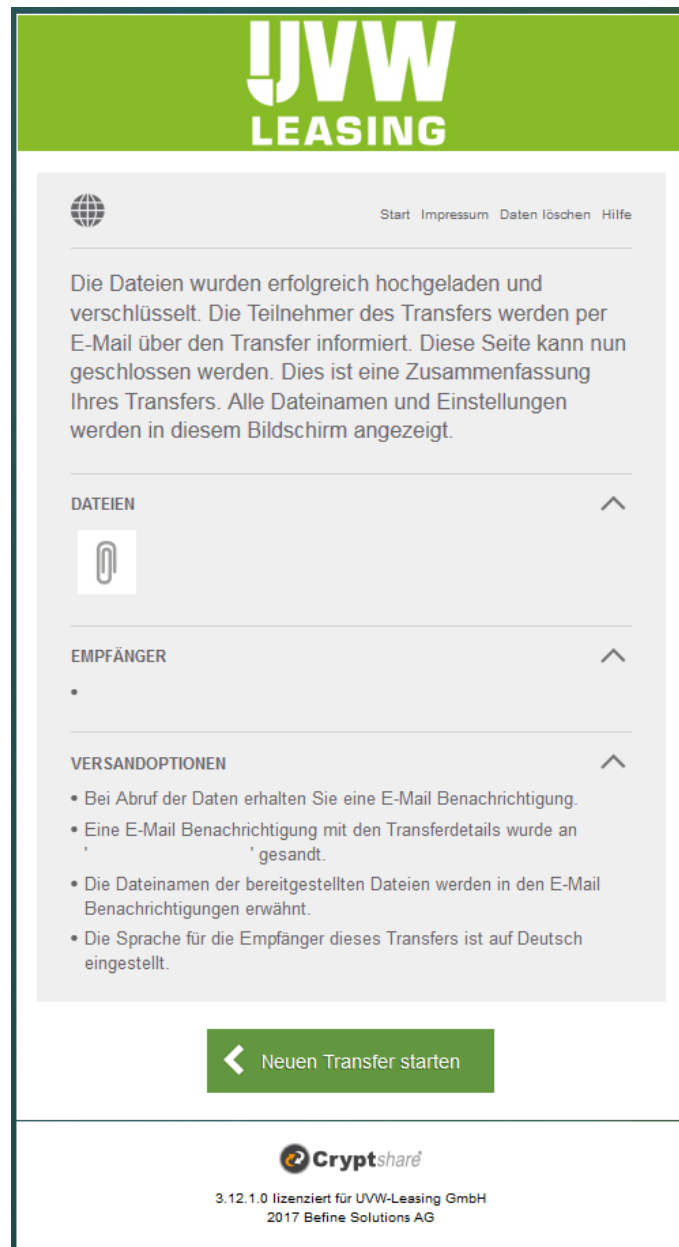 UVW
LEASING
Start Impressum Daten löschen Hilfe
Die Dateien wurden erfolgreich hochgeladen und
verschlüsselt. Die Teilnehmer des Transfers werden per
E-Mail über den Transfer informiert. Diese Seite kann nun
geschlossen werden. Dies ist eine Zusammenfassung
Ihres Transfers. Alle Dateinamen und Einstellungen
werden in diesem Bildschirm angezeigt.
DATEIEN
EMPFÄNGER
•
VERSANDOPTIONEN
• Bei Abruf der Daten erhalten Sie eine E-Mail Benachrichtigung.
• Eine E-Mail Benachrichtigung mit den Transferdetails wurde an
' ' gesandt.
• Die Dateinamen der bereitgestellten Dateien werden in den E-Mail
Benachrichtigungen erwähnt.
• Die Sprache für die Empfänger dieses Transfers ist auf Deutsch
eingestellt.
Neuen Transfer starten
Cryptshare
3.12.1.0 lizenziert für UVW-Leasing GmbH
2017 Befine Solutions AG